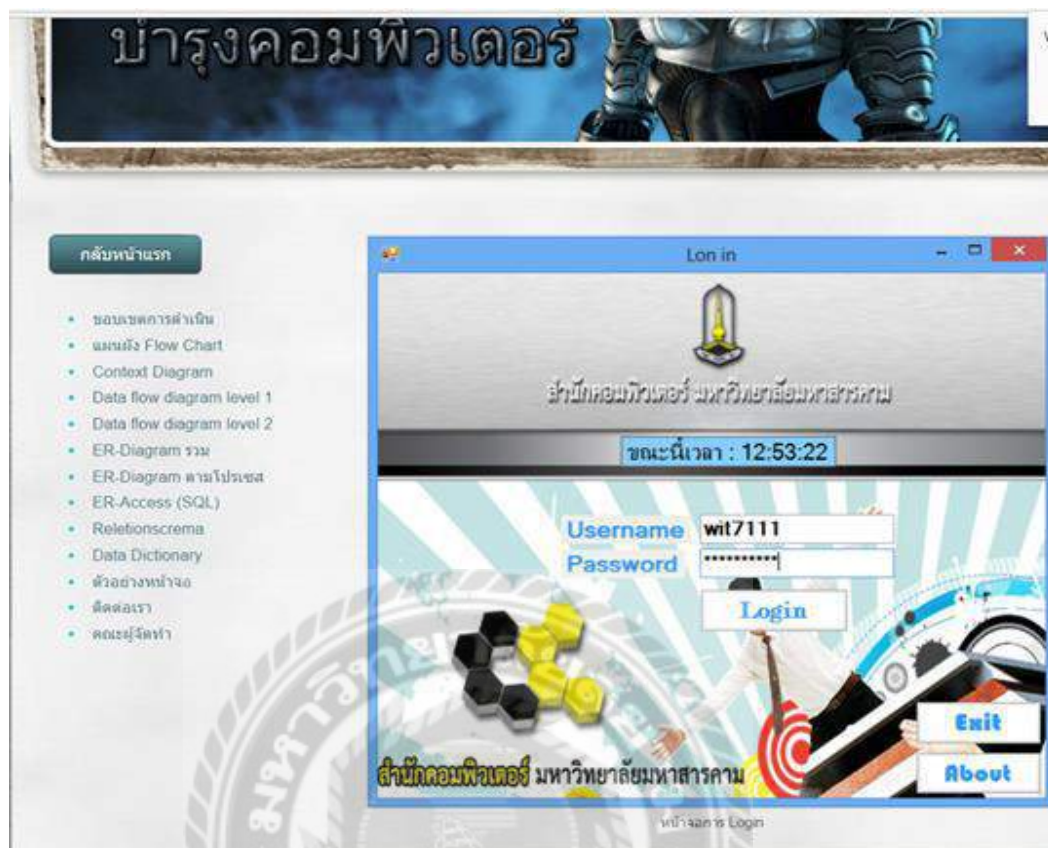 บำรุงคอมพิวเตอร์
กลับหน้าแรก
ขอบเขตการดำเนิน
แผนผัง Flow Chart
Context Diagram
Data flow diagram level 1
Data flow diagram level 2
ER-Diagram รวม
ER-Diagram ตามโปรเซส
ER-Access (SQL)
Reletionscrema
Data Dictionary
ตัวอย่างหน้าจอ
ติดต่อเรา
คณะผู้จัดทำ
Lon in
สำนักคอมพิวเตอร์ มหาวิทยาลัยมหาสารคาม
ขณะนี้เวลา : 12:53:22
Username wit7111
Password ••••••••••
Login
Exit
About
สำนักคอมพิวเตอร์ มหาวิทยาลัยมหาสารคาม
หน้าจอการ Login